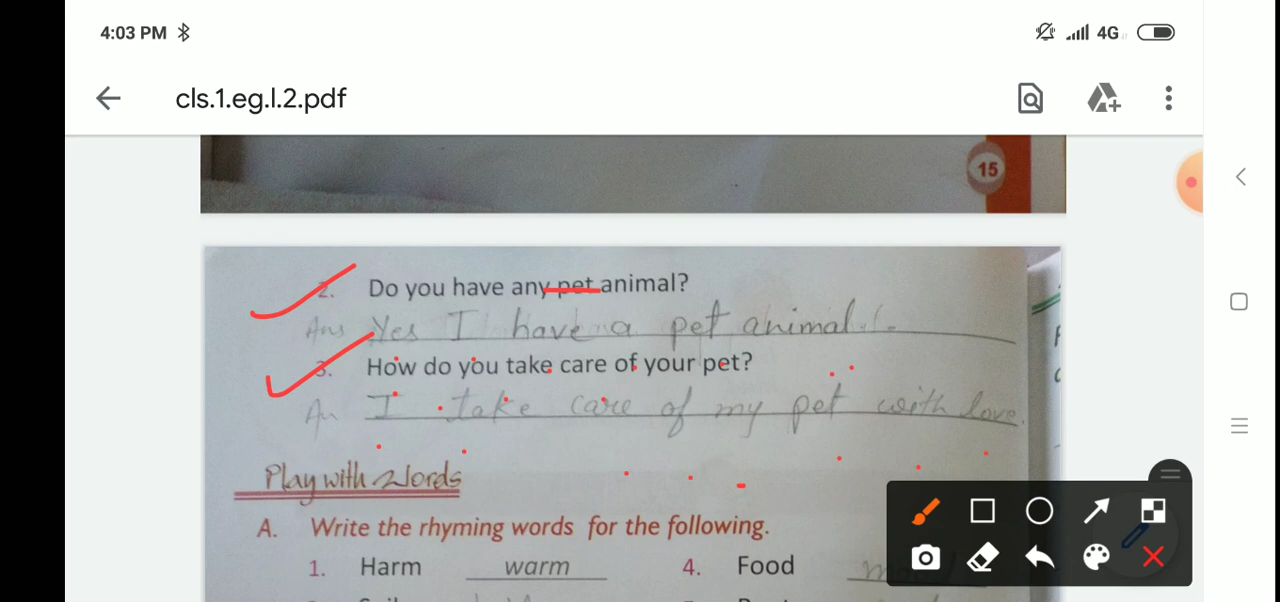 4:03 PM 4G
cls.1.eg.l.2.pdf
15
2. Do you have any pet animal?
Ans Yes I have a pet animal.
3. How do you take care of your pet?
An I take care of my pet with love.
Play with Words
A. Write the rhyming words for the following.
1. Harm warm 4. Food